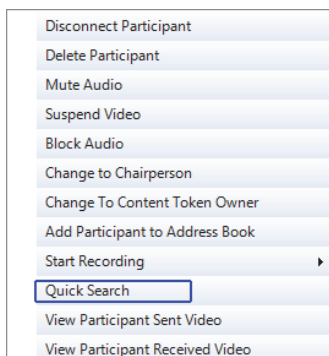 Disconnect Participant
Delete Participant
Mute Audio
Suspend Video
Block Audio
Change to Chairperson
Change To Content Token Owner
Add Participant to Address Book
Start Recording
Quick Search
View Participant Sent Video
View Participant Received Video